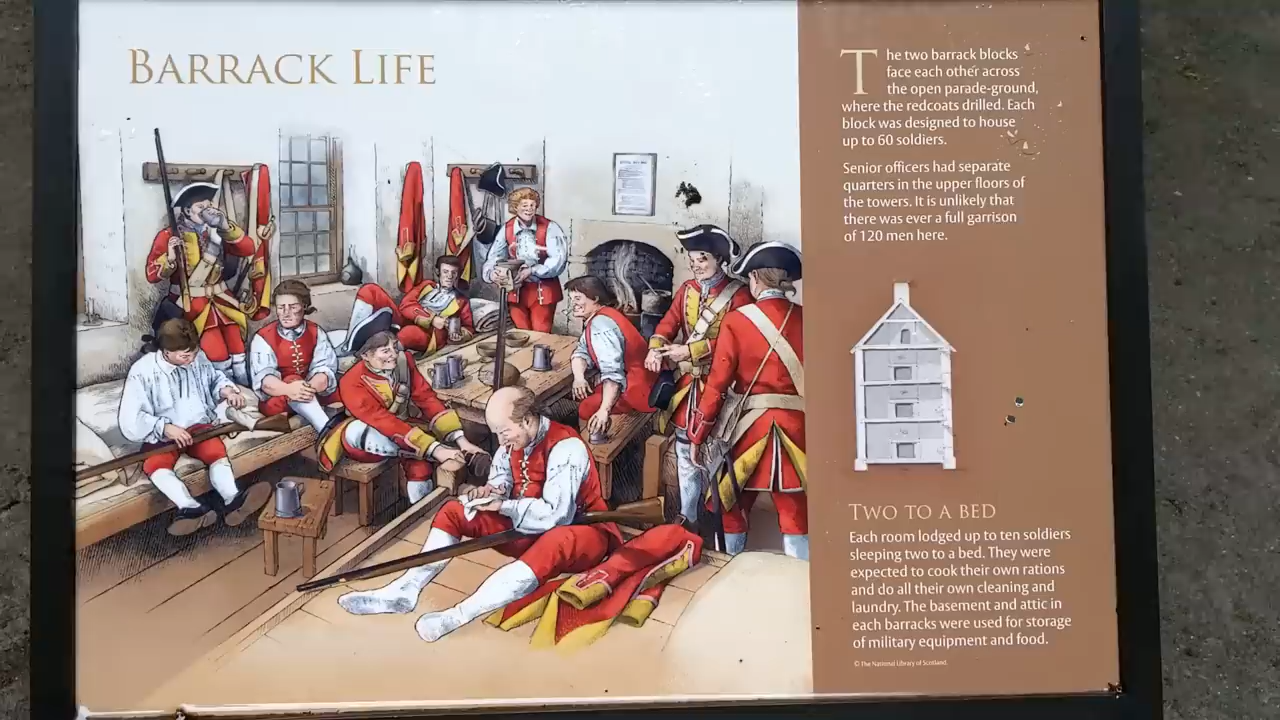 BARRACK LIFE
The two barrack blocks
face each other across
the open parade-ground,
where the redcoats drilled. Each
block was designed to house
up to 60 soldiers.
Senior officers had separate
quarters in the upper floors of
the towers. It is unlikely that
there was ever a full garrison
of 120 men here.
TWO TO A BED
Each room lodged up to ten soldiers
sleeping two to a bed. They were
expected to cook their own rations
and do all their own cleaning and
laundry. The basement and attic in
each barracks were used for storage
of military equipment and food.
© The National Library of Scotland.